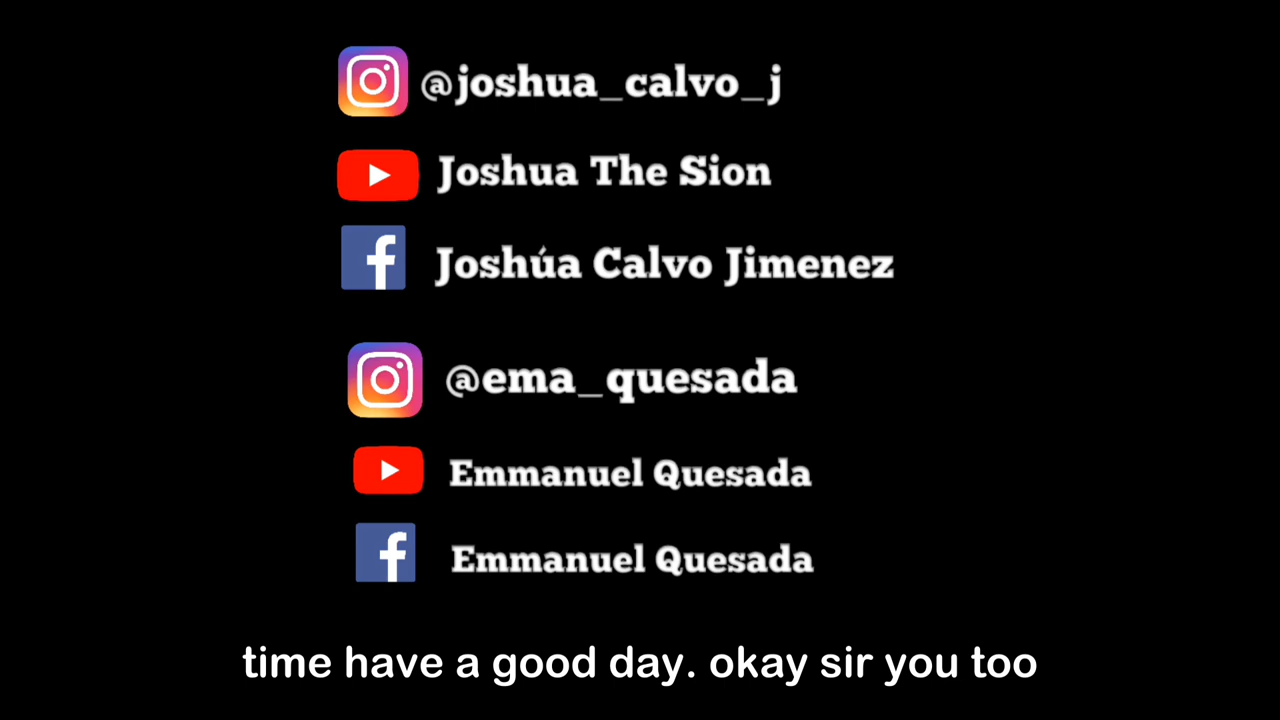 @joshua_calvo_j
Joshua The Sion
Joshúa Calvo Jimenez
@ema_quesada
Emmanuel Quesada
Emmanuel Quesada
time have a good day. okay sir you too